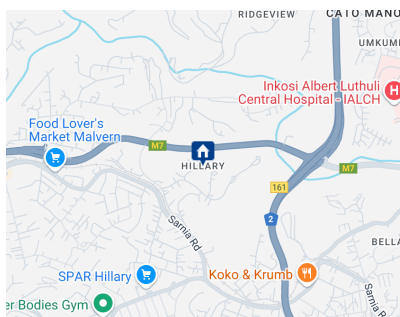 RIDGEVIEW
CATO MANO
UMKUM
Inkosi Albert Luthuli
Central Hospital - IALCH
H
Food Lover's
Market Malvern
M7
HILLARY
M7
161
Sarnia Rd
2
BELLA
SPAR Hillary
Koko & Krumb
Sarnia Rd
er Bodies Gym